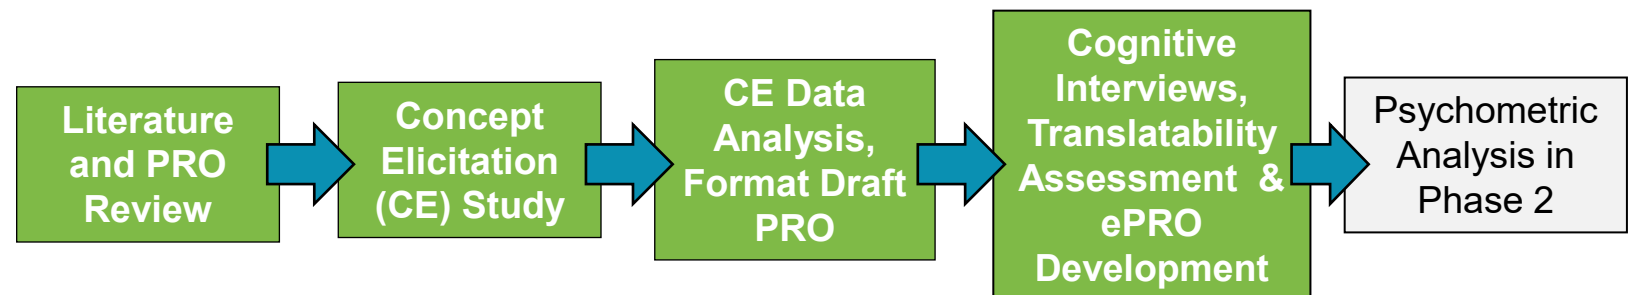 Literature
and PRO
Review
Concept
Elicitation
(CE) Study
CE Data
Analysis,
Format Draft
PRO
Cognitive
Interviews,
Translatability
Assessment &
ePRO
Development
Psychometric
Analysis in
Phase 2